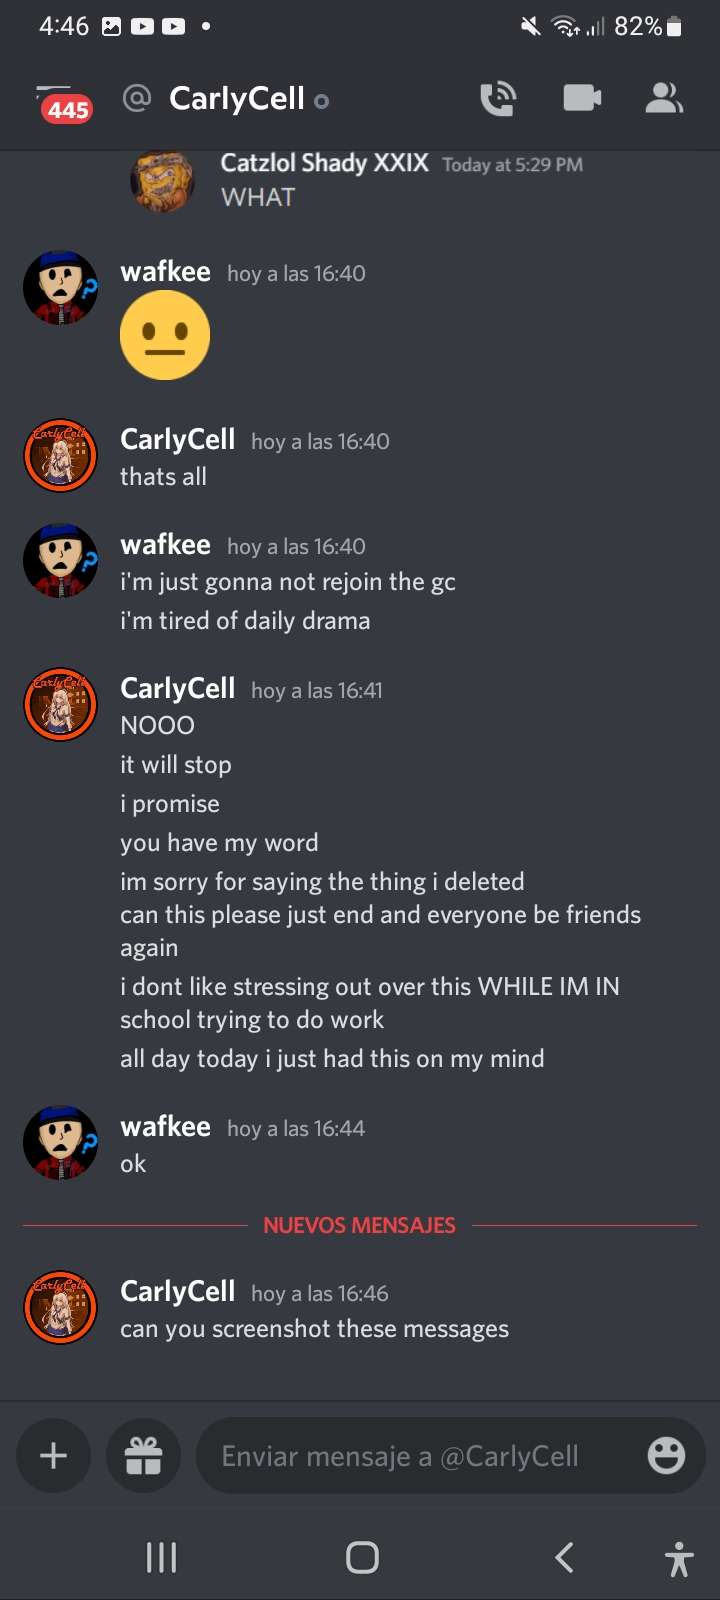 4:46
82%
445
@ CarlyCell
Catzlol Shady XXIX Today at 5:29 PM
WHAT
wafkee hoy a las 16:40
CarlyCell hoy a las 16:40
thats all
wafkee hoy a las 16:40
i'm just gonna not rejoin the gc
i'm tired of daily drama
CarlyCell hoy a las 16:41
NOOO
it will stop
i promise
you have my word
im sorry for saying the thing i deleted
can this please just end and everyone be friends
again
i dont like stressing out over this WHILE IM IN
school trying to do work
all day today i just had this on my mind
wafkee hoy a las 16:44
ok
NUEVOS MENSAJES
CarlyCell hoy a las 16:46
can you screenshot these messages
Enviar mensaje a @CarlyCell